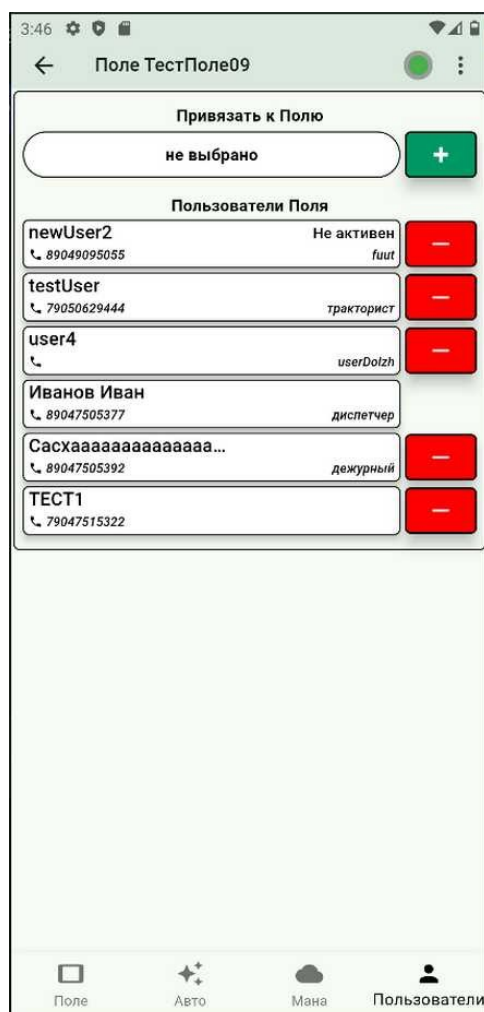 3:46
Поле ТестПоле09
Привязать к Полю
не выбрано
+
Пользователи Поля
newUser2 Не активен
89049095055 fuut
testUser
79050629444 тракторист
user4
userDolzh
Иванов Иван
89047505377 диспетчер
Сасхааааааааааааа...
89047505392 дежурный
ТЕСТ1
79047515322
Поле Авто Мана Пользователи